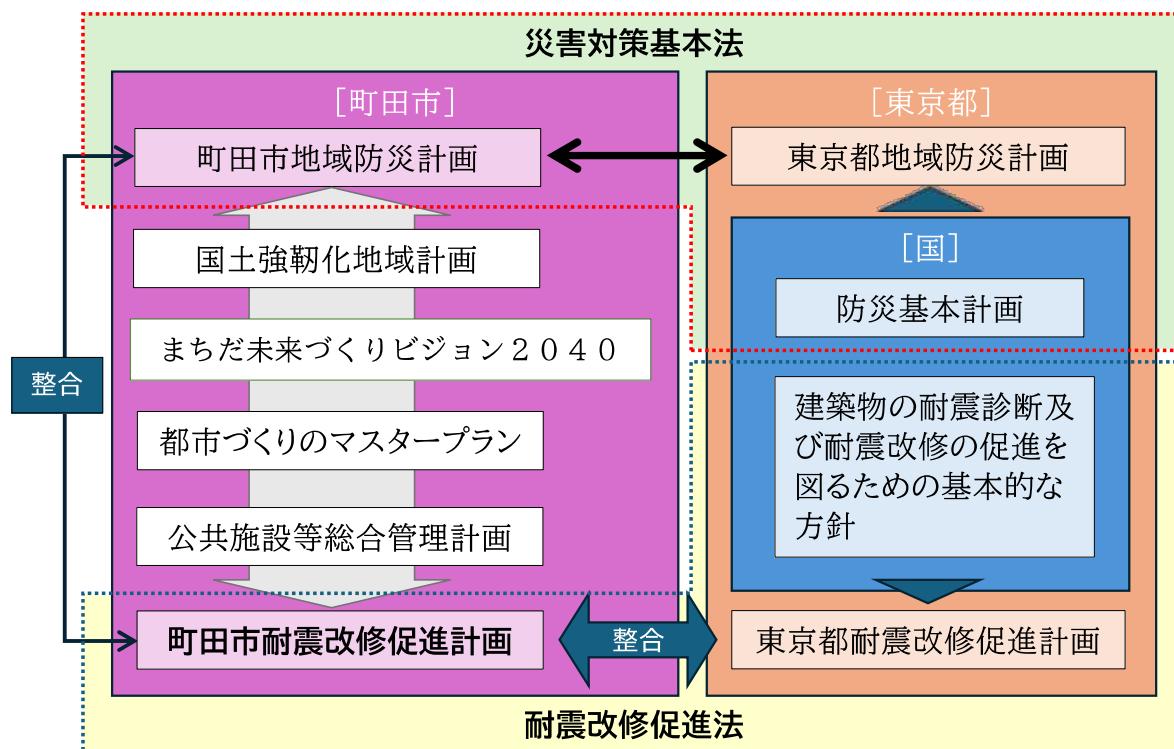 災害対策基本法
［町田市］
町田市地域防災計画
国土強靭化地域計画
まちだ未来づくりビジョン２０４０
都市づくりのマスタープラン
公共施設等総合管理計画
町田市耐震改修促進計画
整合
整合
［東京都］
東京都地域防災計画
［国］
防災基本計画
建築物の耐震診断及
び耐震改修の促進を
図るための基本的な
方針
東京都耐震改修促進計画
耐震改修促進法